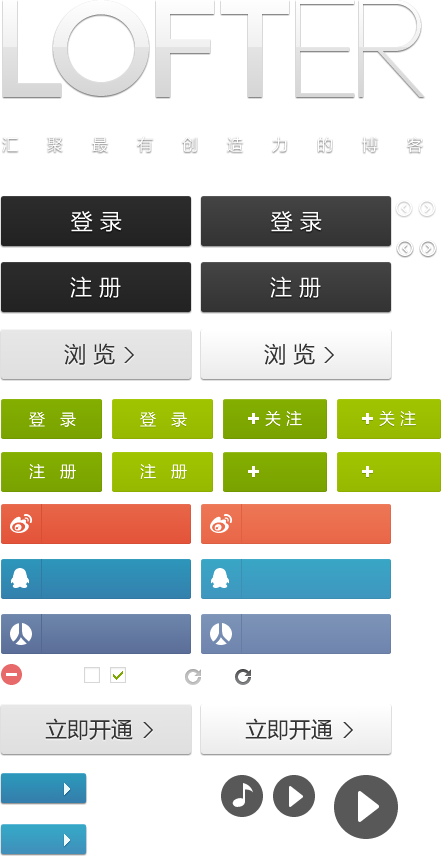 LOFTER
汇聚最有创造力的博客
登录 登录
注册 注册
浏览 浏览
登录 登录 关注 关注
注册 注册
立即开通 立即开通